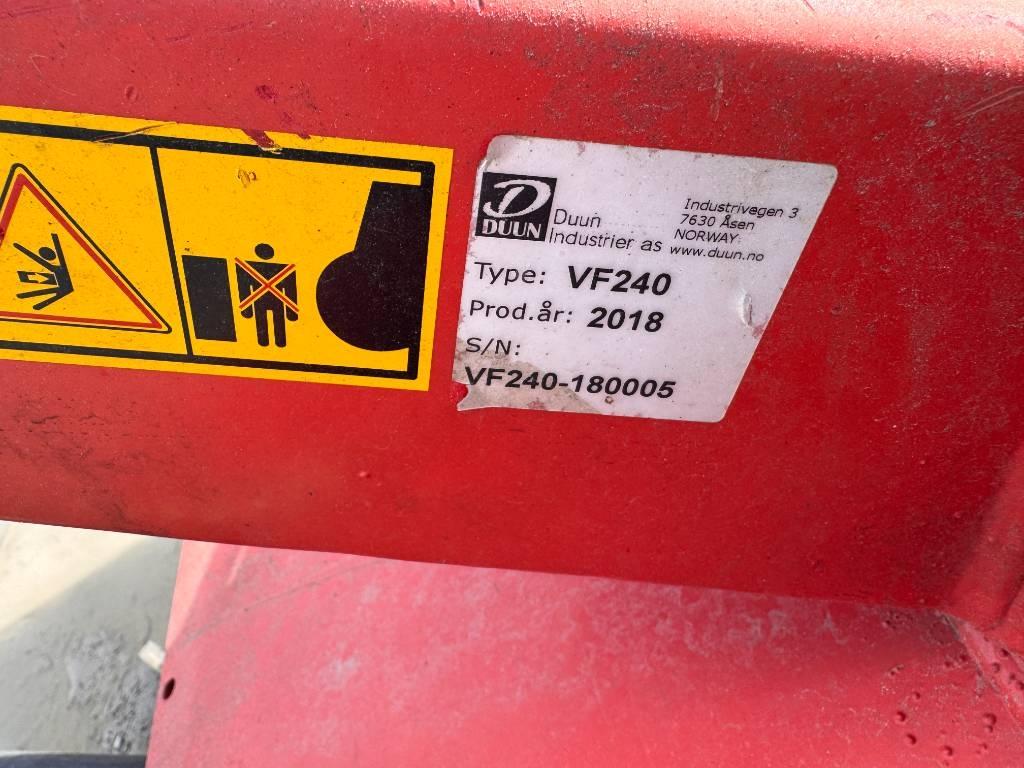 D
DUUN
Duun
Industrier as
Industrivegen 3
7630 Åsen
NORWAY
www.duun.no
Type: VF240
Prod.år: 2018
S/N:
VF240-180005